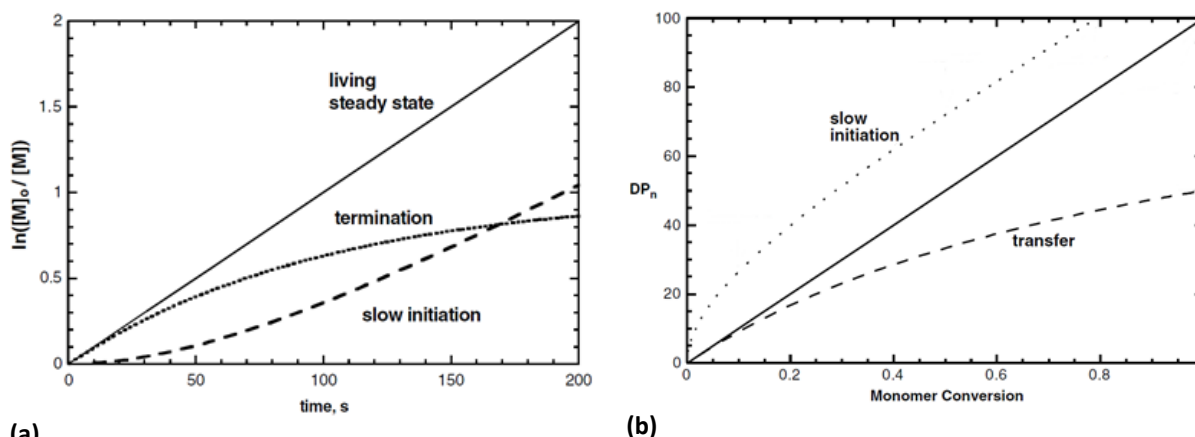 2
1.5
1
0.5
0
ln([M]o / [M])
living
steady state
termination
slow initiation
0
50
100
150
200
time, s
(a)
100
80
60
40
20
0
DPn
slow
initiation
transfer
0
0.2
0.4
0.6
0.8
Monomer Conversion
(b)